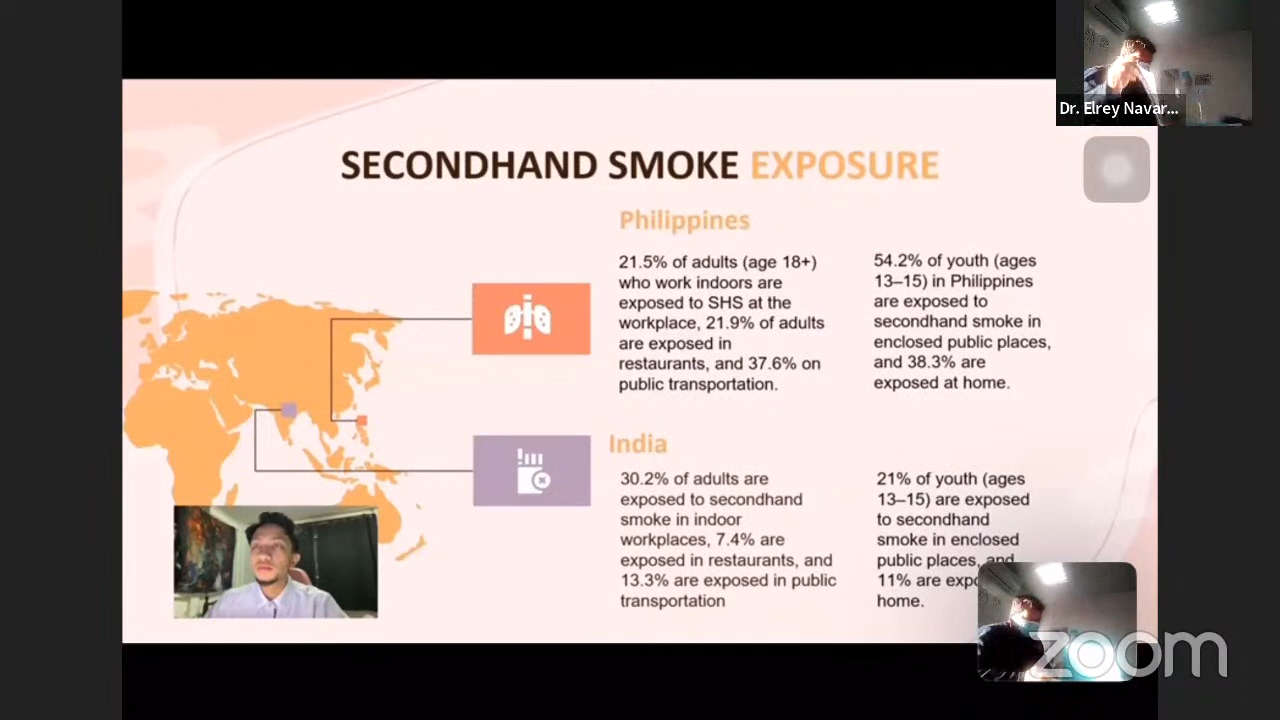 Dr. Elrey Navar...
SECONDHAND SMOKE EXPOSURE
Philippines
21.5% of adults (age 18+)
who work indoors are
exposed to SHS at the
workplace, 21.9% of adults
are exposed in
restaurants, and 37.6% on
public transportation.
54.2% of youth (ages
13–15) in Philippines
are exposed to
secondhand smoke in
enclosed public places,
and 38.3% are
exposed at home.
India
30.2% of adults are
exposed to secondhand
smoke in indoor
workplaces, 7.4% are
exposed in restaurants, and
13.3% are exposed in public
transportation
21% of youth (ages
13–15) are exposed
to secondhand
smoke in enclosed
public places, and
11% are expo
home.
zoom